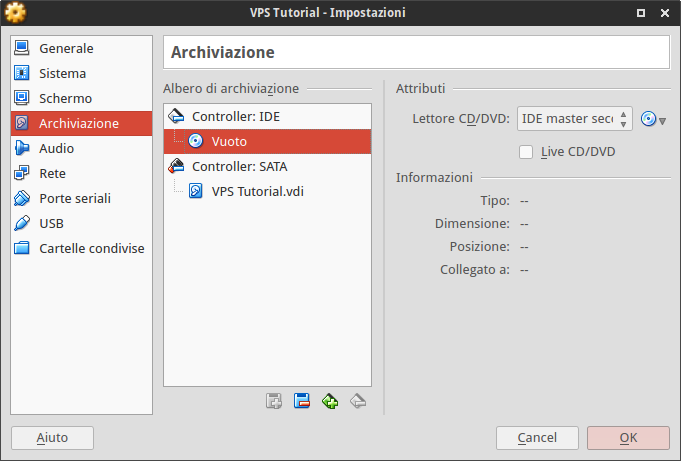 VPS Tutorial - Impostazioni
Generale
Sistema
Schermo
Archiviazione
Audio
Rete
Porte seriali
USB
Cartelle condivise
Archiviazione
Albero di archiviazione
Controller: IDE
Vuoto
Controller: SATA
VPS Tutorial.vdi
Attributi
Lettore CD/DVD: IDE master seco
Live CD/DVD
Informazioni
Tipo: --
Dimensione: --
Posizione: --
Collegato a: --
Aiuto
Cancel
OK